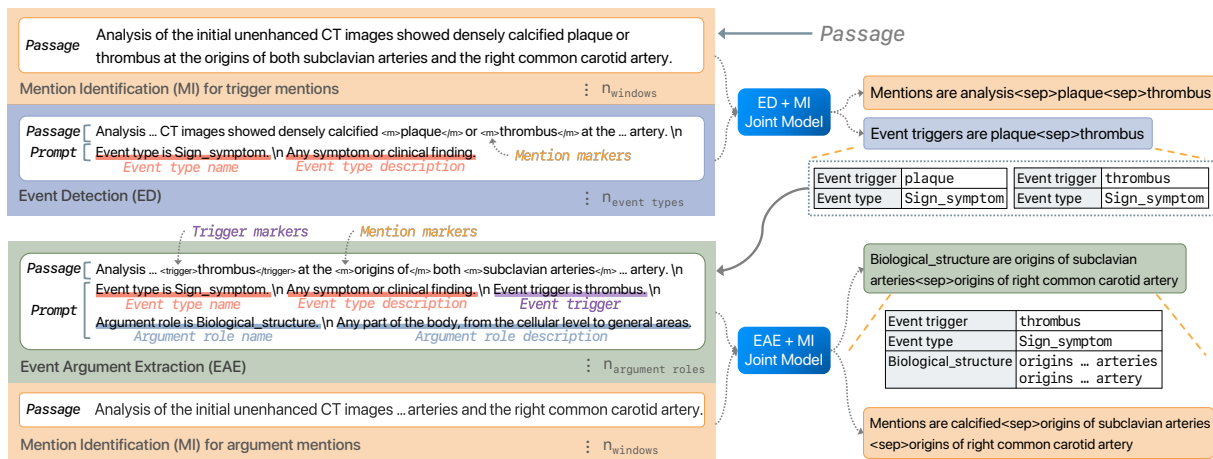 Passage
Passage Analysis of the initial unenhanced CT images showed densely calcified plaque or
thrombus at the origins of both subclavian arteries and the right common carotid artery.
Mention Identification (MI) for trigger mentions
⋮ n windows
Passage Analysis ... CT images showed densely calcified <m>plaque</m> or <m>thrombus</m> at the ... artery. \n
Prompt Event type is Sign_symptom. \n Any symptom or clinical finding.
Mention markers
Event type name Event type description
Event Detection (ED)
⋮ n event types
ED + MI
Joint Model
Mentions are analysis<sep>plaque<sep>thrombus
Event triggers are plaque<sep>thrombus
Event trigger plaque
Event type Sign_symptom
Event trigger thrombus
Event type Sign_symptom
Trigger markers Mention markers
Passage Analysis ... <trigger>thrombus</trigger> at the <m>origins of</m> both <m>subclavian arteries</m> ... artery. \n
Prompt Event type is Sign_symptom. \n Any symptom or clinical finding. \n Event trigger is thrombus. \n
Event type name Event type description Event trigger
Argument role is Biological_structure. \n Any part of the body, from the cellular level to general areas.
Argument role name Argument role description
Event Argument Extraction (EAE)
⋮ n argument roles
Passage Analysis of the initial unenhanced CT images ... arteries and the right common carotid artery.
Mention Identification (MI) for argument mentions
⋮ n windows
EAE + MI
Joint Model
Biological_structure are origins of subclavian
arteries<sep>origins of right common carotid artery
Event trigger thrombus
Event type Sign_symptom
Biological_structure origins ... arteries
origins ... artery
Mentions are calcified<sep>origins of subclavian arteries
<sep>origins of right common carotid artery